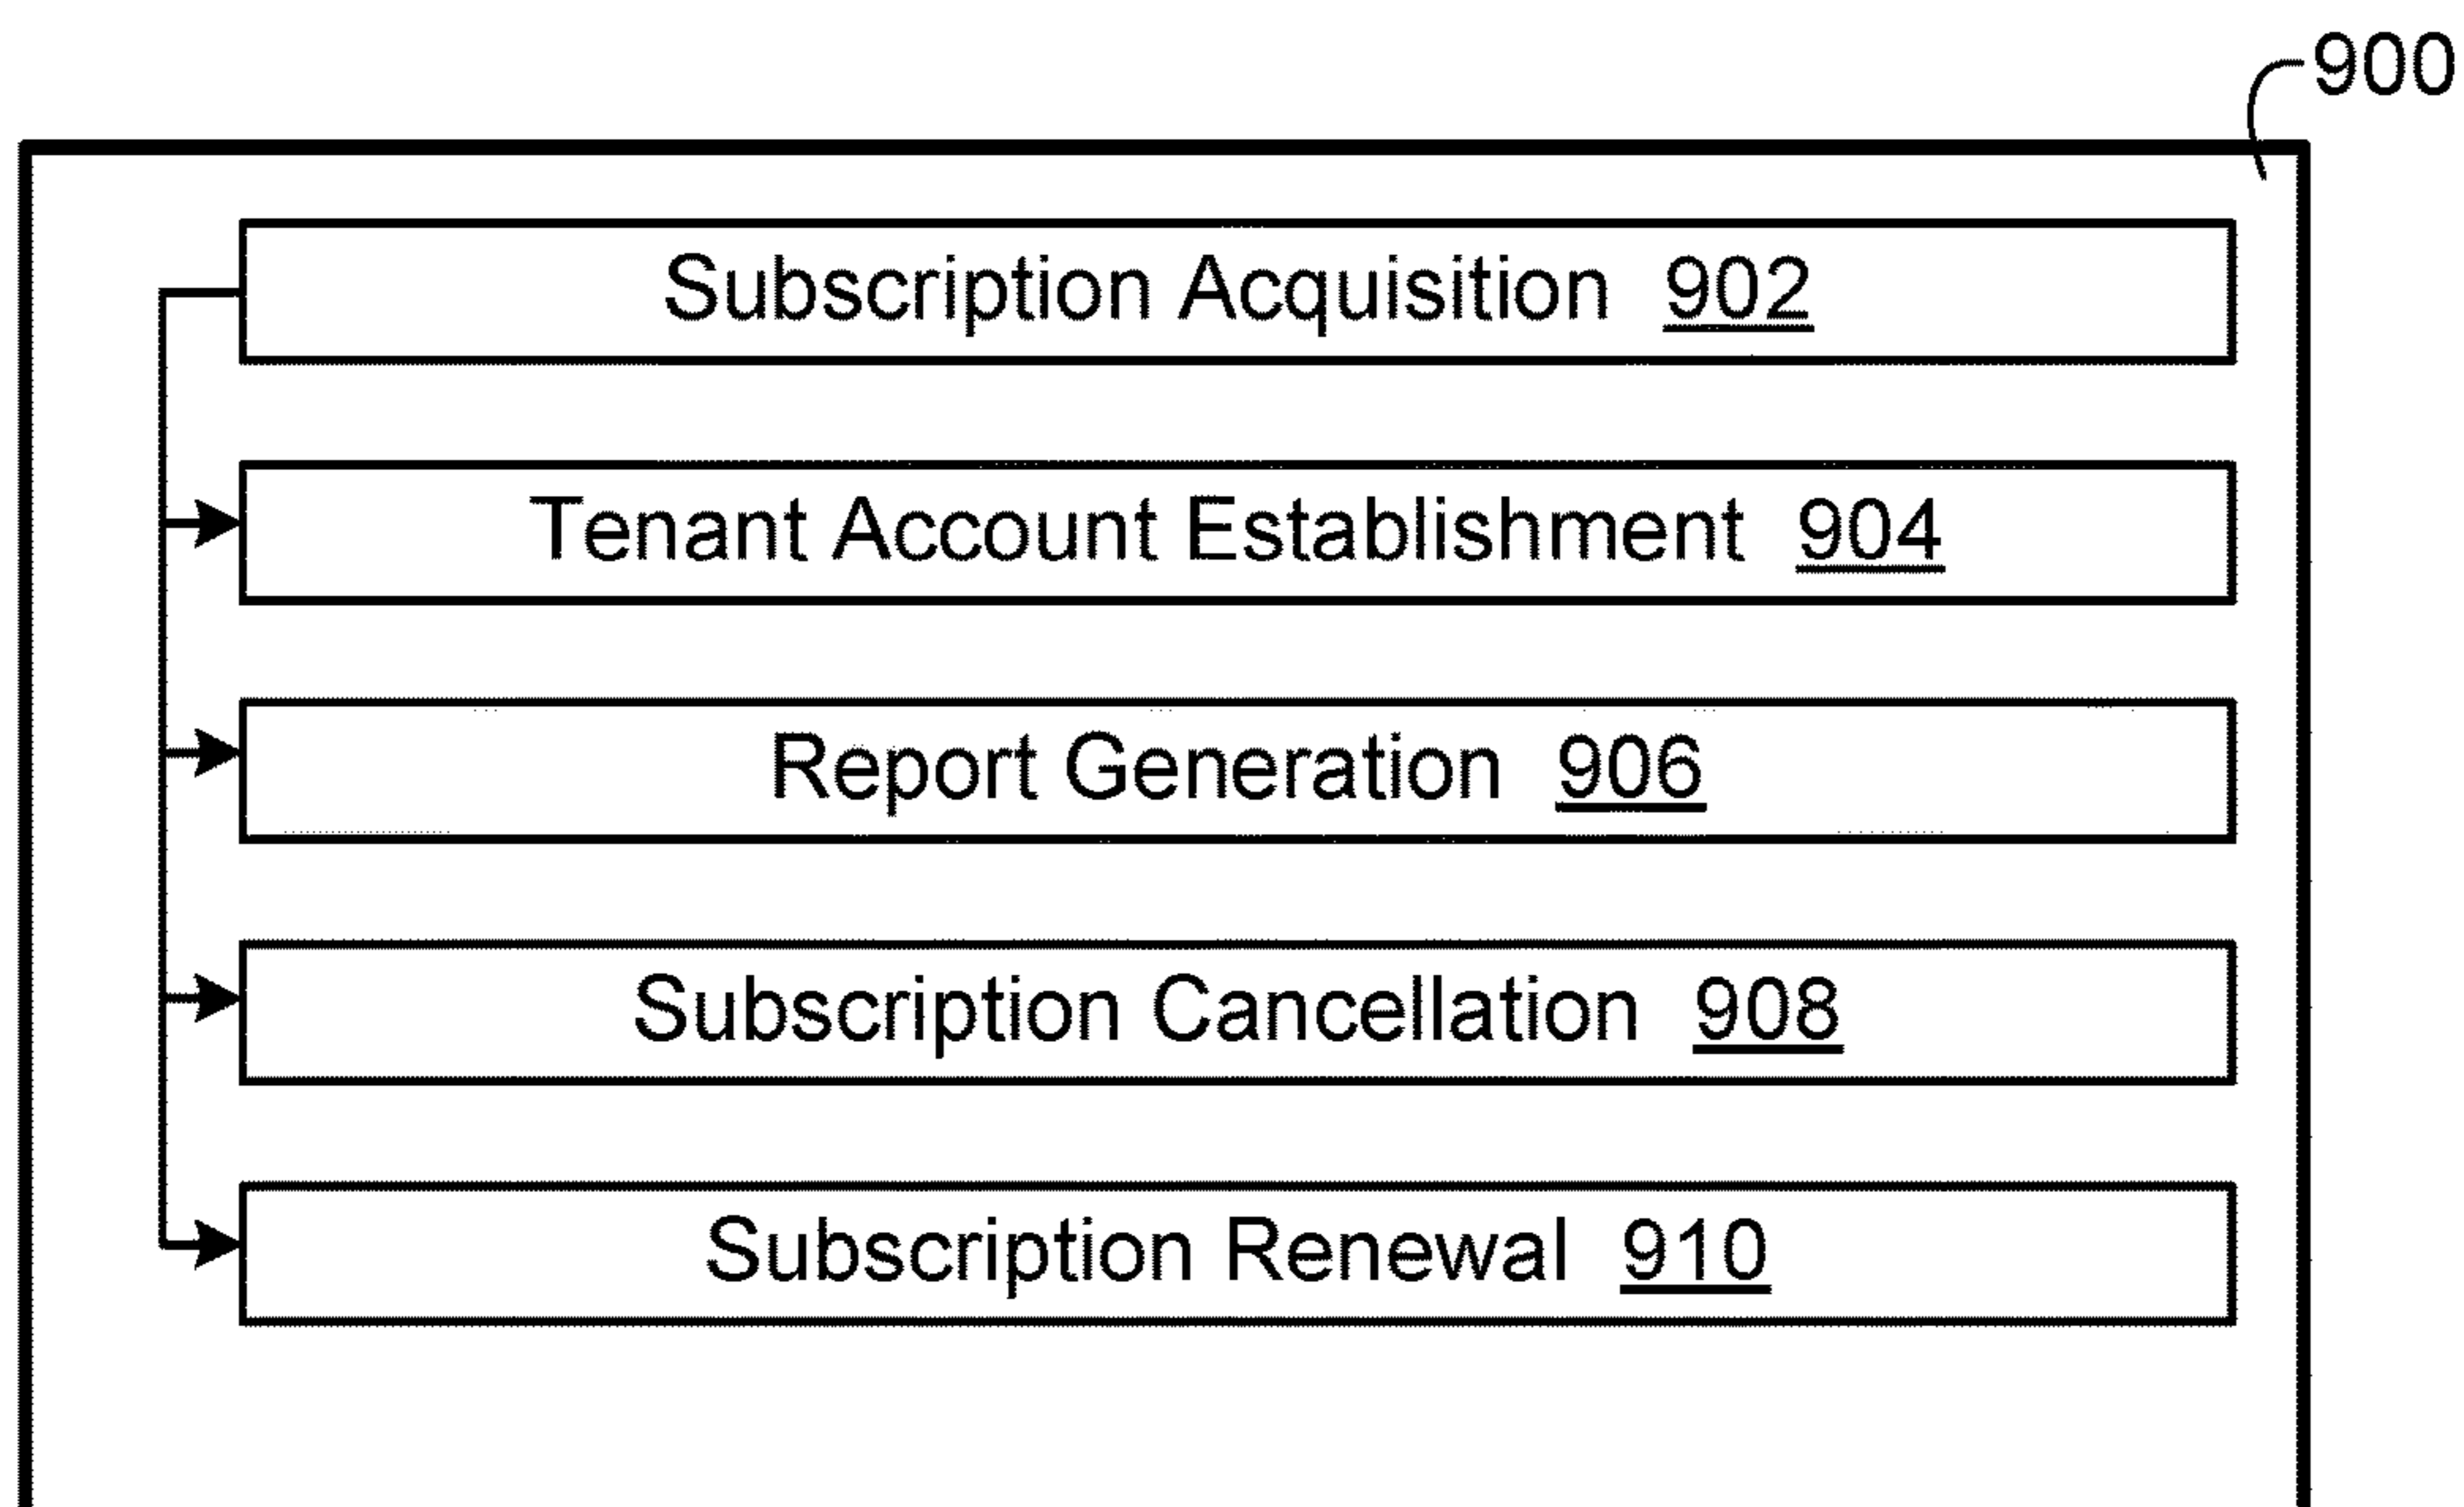 900
Subscription Acquisition 902
Tenant Account Establishment 904
Report Generation 906
Subscription Cancellation 908
Subscription Renewal 910